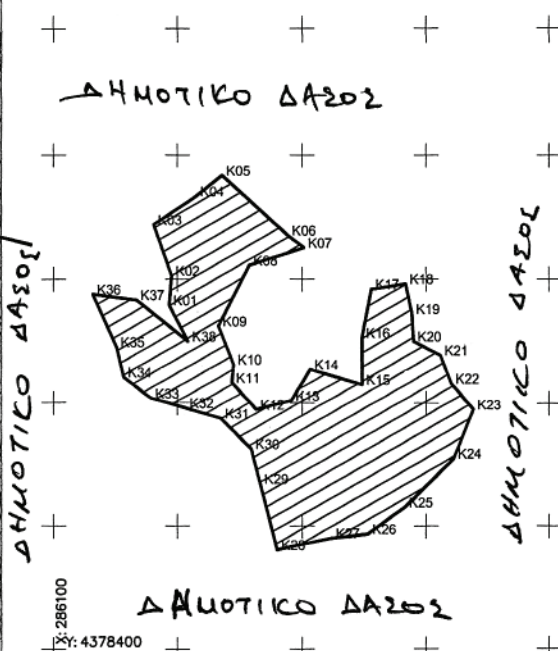 ΔΗΜΟΤΙΚΟ ΔΑΣΟΣ
K05
K04
K03
K06
K07
K08
K02
K36
K37
K01
K17
K18
K19
K09
K16
K38
K20
K35
K21
K10
K34
K11
K14
K15
K22
K33
K32
K12
K13
K23
K31
K30
K24
K29
K25
K26
K27
K28
ΔΗΜΟΤΙΚΟ ΔΑΣΟΣ
ΔΗΜΟΤΙΚΟ ΔΑΣΟΣ
ΔΗΜΟΤΙΚΟ ΔΑΣΟΣ
X: 286100
Y: 4378400